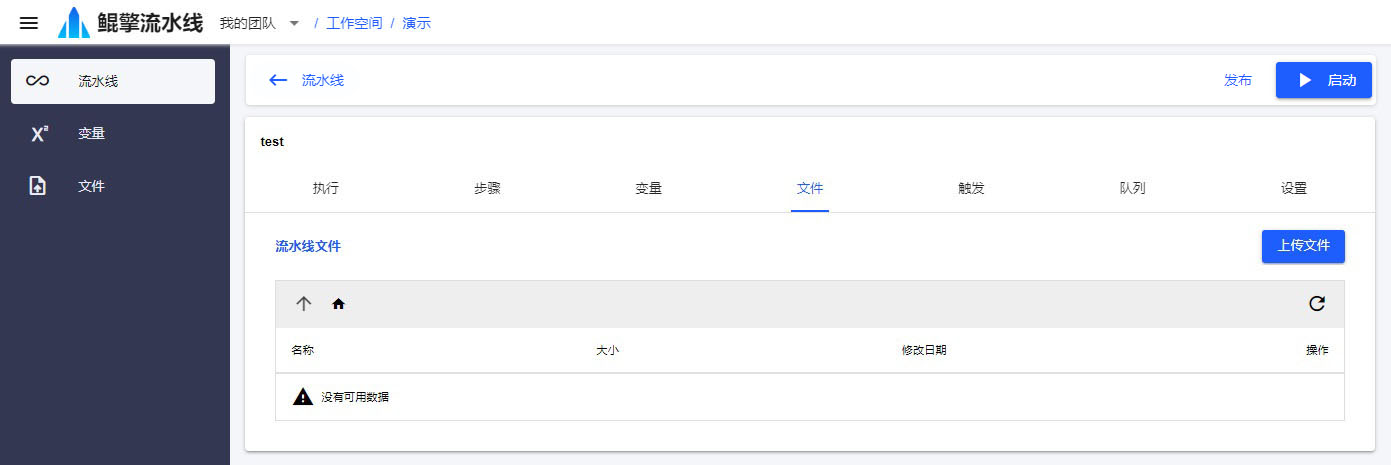 鲲擎流水线 我的团队 / 工作空间 / 演示
流水线
变量
文件
流水线 发布 启动
test
执行 步骤 变量 文件 触发 队列 设置
流水线文件 上传文件
名称 大小 修改日期 操作
没有可用数据